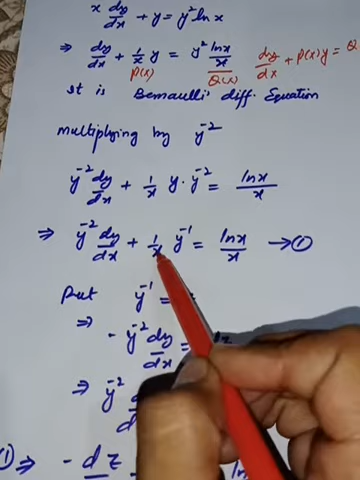 x dy/dx + y = y² ln x
⇒ dy/dx + 1/x y = y² ln x/x dy/dx + P(x) y = Q
P(x) Q(x)
It is Bernaulli's diff. Equation
multiplying by y⁻²
y⁻² dy/dx + 1/x y · y⁻² = ln x/x
⇒ y⁻² dy/dx + 1/x y⁻¹ = ln x/x → ①
Put y⁻¹ =
⇒ - y⁻² dy/dx =
⇒ y⁻²
① ⇒ - dz